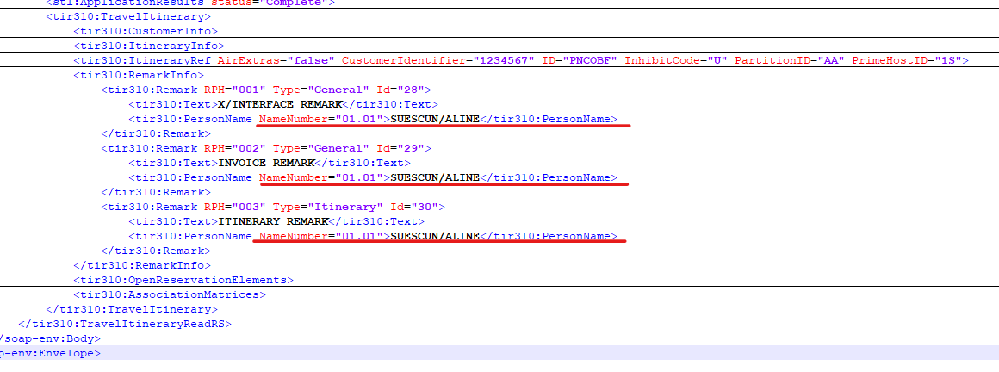 <stl:ApplicationResults status="Complete">
<tir310:TravelItinerary>
<tir310:CustomerInfo>
<tir310:ItineraryInfo>
<tir310:ItineraryRef AirExtras="false" CustomerIdentifier="1234567" ID="PNCOBF" InhibitCode="U" PartitionID="AA" PrimeHostID="1S">
<tir310:RemarkInfo>
<tir310:Remark RPH="001" Type="General" Id="28">
<tir310:Text>X/INTERFACE REMARK</tir310:Text>
<tir310:PersonName NameNumber="01.01">SUESCUN/ALINE</tir310:PersonName>
</tir310:Remark>
<tir310:Remark RPH="002" Type="General" Id="29">
<tir310:Text>INVOICE REMARK</tir310:Text>
<tir310:PersonName NameNumber="01.01">SUESCUN/ALINE</tir310:PersonName>
</tir310:Remark>
<tir310:Remark RPH="003" Type="Itinerary" Id="30">
<tir310:Text>ITINERARY REMARK</tir310:Text>
<tir310:PersonName NameNumber="01.01">SUESCUN/ALINE</tir310:PersonName>
</tir310:Remark>
</tir310:RemarkInfo>
<tir310:OpenReservationElements>
<tir310:AssociationMatrices>
</tir310:TravelItinerary>
</tir310:TravelItineraryReadRS>
/soap-env:Body>
p-env:Envelope>